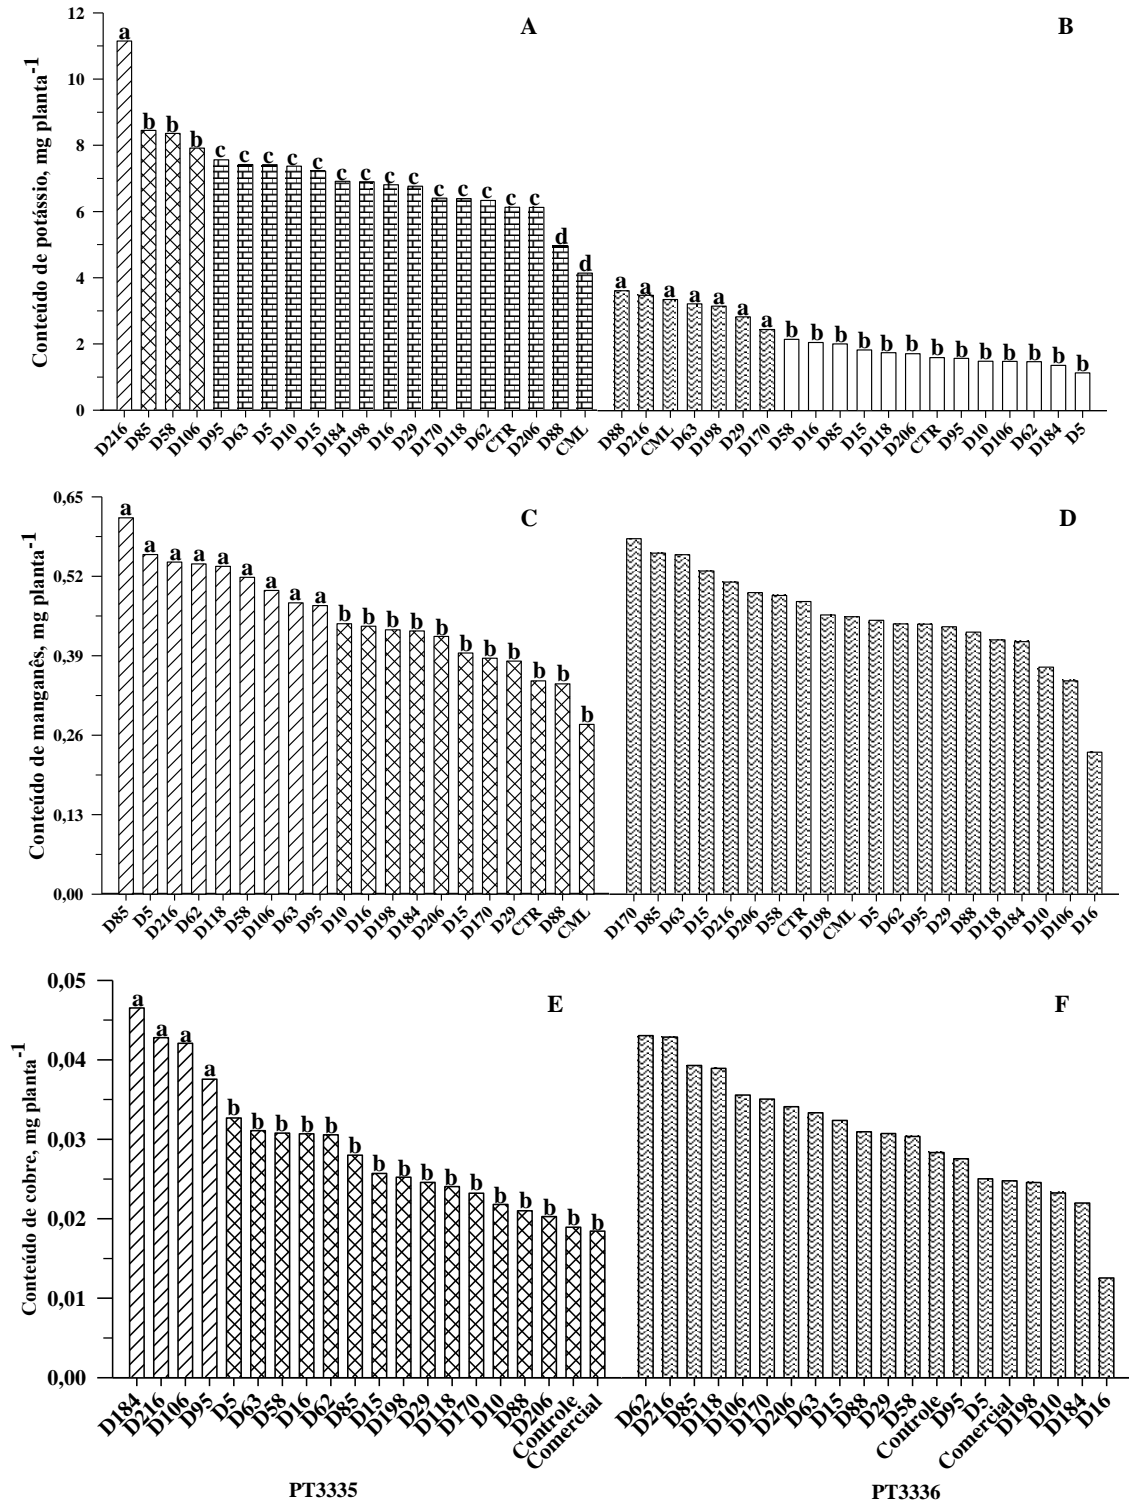 A
B
Conteúdo de potássio, mg planta-1
12
10
8
6
4
2
0
a b b b c c c c c c c c c c c c c c d d
a a a a a a a b b b b b b b b b b b b b
D216 D85 D58 D106 D95 D63 D5 D10 D15 D184 D198 D16 D29 D170 D118 D62 CTR D206 D88 CML
D88 D216 CML D63 D198 D29 D170 D58 D16 D85 D15 D118 D206 CTR D95 D10 D106 D62 D184 D5
C
D
Conteúdo de manganês, mg planta-1
0,65
0,52
0,39
0,26
0,13
0,00
a a a a a a a a a b b b b b b b b b b b
D85 D5 D216 D62 D118 D58 D106 D63 D95 D10 D16 D198 D184 D206 D15 D170 D29 CTR D88 CML
D170 D85 D63 D15 D216 D206 D58 CTR D198 CML D5 D62 D95 D29 D88 D118 D184 D10 D106 D16
E
F
Conteúdo de cobre, mg planta-1
0,05
0,04
0,03
0,02
0,01
0,00
a a a a b b b b b b b b b b b b b b b b
D184 D216 D106 D95 D5 D63 D58 D16 D62 D85 D15 D198 D29 D118 D170 D10 D88 D206 Controle Comercial
D62 D216 D85 D118 D106 D170 D206 D63 D15 D88 D29 D58 Controle D95 D5 Comercial D198 D10 D184 D16
PT3335
PT3336